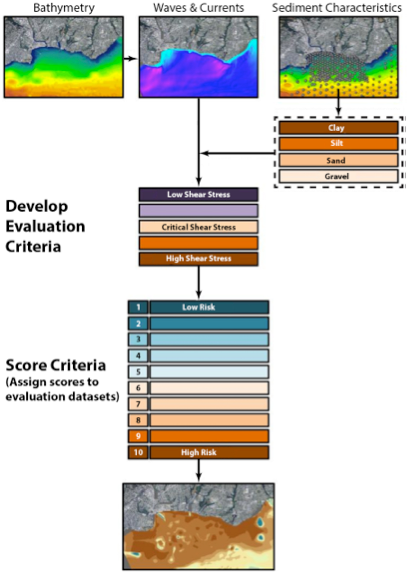 Bathymetry
Waves & Currents
Sediment Characteristics
Clay
Silt
Sand
Gravel
Develop
Evaluation
Criteria
Low Shear Stress
Critical Shear Stress
High Shear Stress
Score Criteria
(Assign scores to
evaluation datasets)
1 Low Risk
2
3
4
5
6
7
8
9
10 High Risk